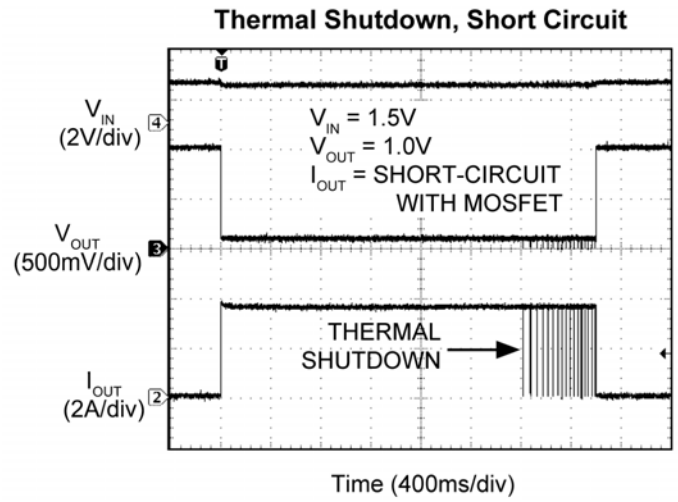 Thermal Shutdown, Short Circuit
T
V_IN
(2V/div)
4
V_IN = 1.5V
V_OUT = 1.0V
I_OUT = SHORT-CIRCUIT
WITH MOSFET
V_OUT
(500mV/div)
3
THERMAL
SHUTDOWN
I_OUT
(2A/div)
2
Time (400ms/div)